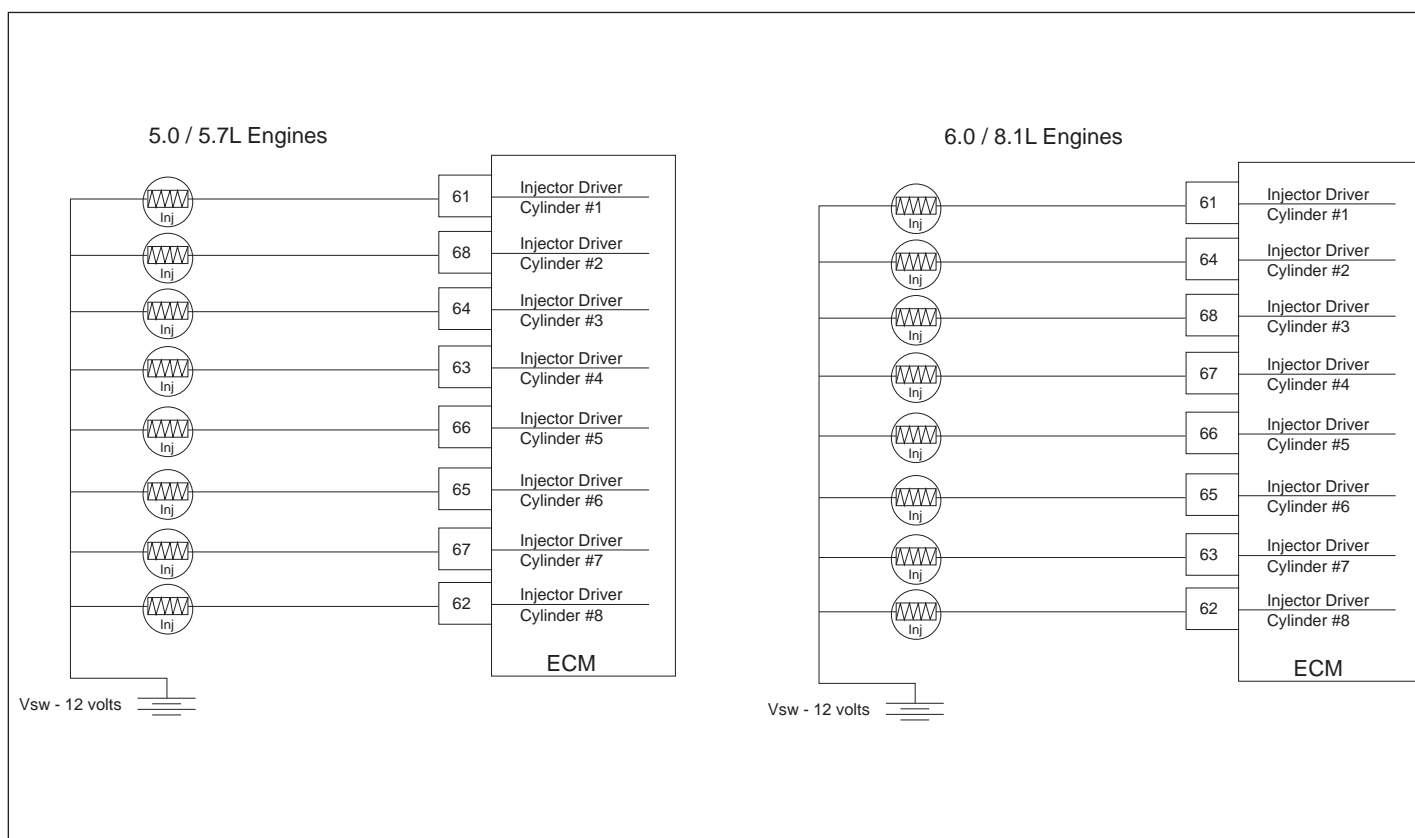 5.0 / 5.7L Engines
Inj
61
Injector Driver
Cylinder #1
Inj
68
Injector Driver
Cylinder #2
Inj
64
Injector Driver
Cylinder #3
Inj
63
Injector Driver
Cylinder #4
Inj
66
Injector Driver
Cylinder #5
Inj
65
Injector Driver
Cylinder #6
Inj
67
Injector Driver
Cylinder #7
Inj
62
Injector Driver
Cylinder #8
ECM
Vsw - 12 volts
6.0 / 8.1L Engines
Inj
61
Injector Driver
Cylinder #1
Inj
64
Injector Driver
Cylinder #2
Inj
68
Injector Driver
Cylinder #3
Inj
67
Injector Driver
Cylinder #4
Inj
66
Injector Driver
Cylinder #5
Inj
65
Injector Driver
Cylinder #6
Inj
63
Injector Driver
Cylinder #7
Inj
62
Injector Driver
Cylinder #8
ECM
Vsw - 12 volts